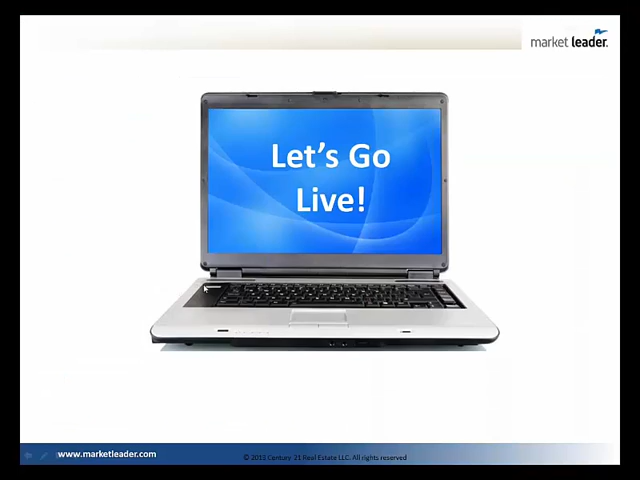 market leader.
Let's Go
Live!
www.marketleader.com
© 2013 Century 21 Real Estate LLC. All rights reserved